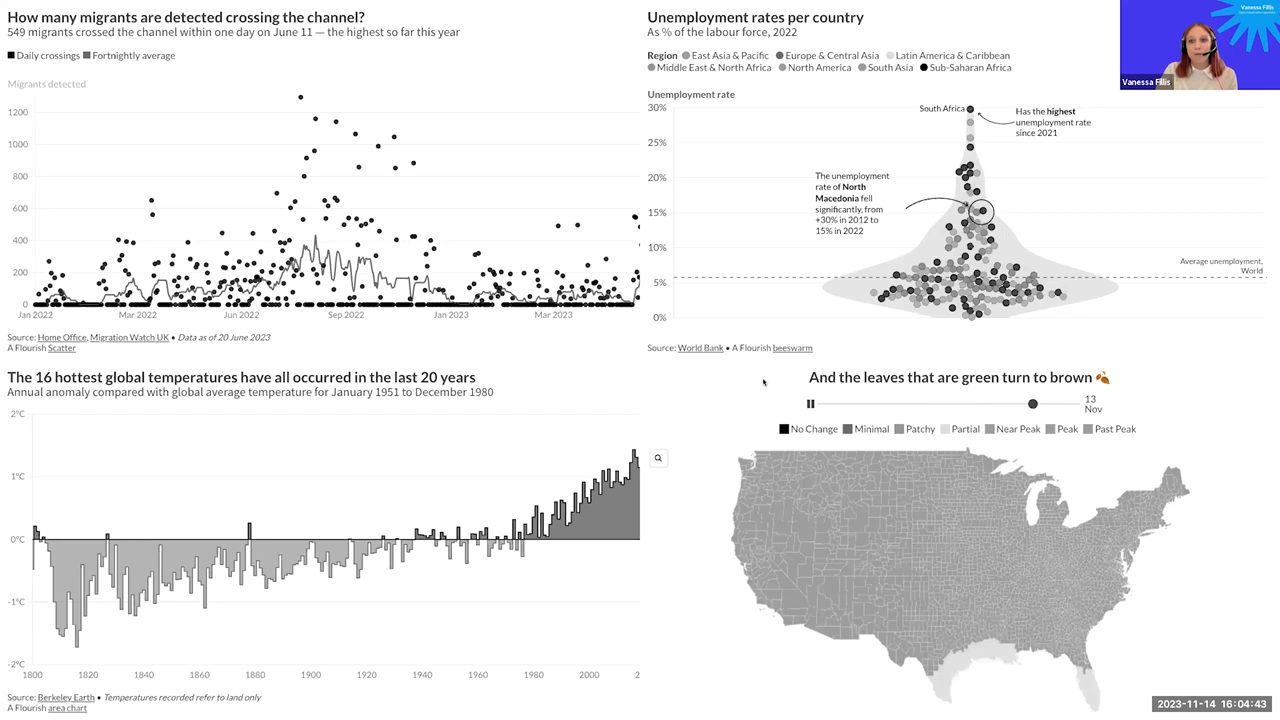 How many migrants are detected crossing the channel?
549 migrants crossed the channel within one day on June 11 — the highest so far this year
Daily crossings Fortnightly average
Migrants detected
1200
1000
800
600
400
200
0
Jan 2022 Mar 2022 Jun 2022 Sep 2022 Jan 2023 Mar 2023
Source: Home Office, Migration Watch UK • Data as of 20 June 2023
A Flourish Scatter
Unemployment rates per country
As % of the labour force, 2022
Region East Asia & Pacific Europe & Central Asia Latin America & Caribbean
Middle East & North Africa North America South Asia Sub-Saharan Africa
Unemployment rate
30%
25%
20%
15%
10%
5%
0%
South Africa
Has the highest
unemployment rate
since 2021
The unemployment
rate of North
Macedonia fell
significantly, from
+30% in 2012 to
15% in 2022
Average unemployment,
World
Source: World Bank • A Flourish beeswarm
Vanessa Fillis
Vanessa Fillis
The 16 hottest global temperatures have all occurred in the last 20 years
Annual anomaly compared with global average temperature for January 1951 to December 1980
2°C
1°C
0°C
-1°C
-2°C
1800 1820 1840 1860 1880 1900 1920 1940 1960 1980 2000 2
Source: Berkeley Earth • Temperatures recorded refer to land only
A Flourish area chart
And the leaves that are green turn to brown 🍂
13
Nov
No Change Minimal Patchy Partial Near Peak Peak Past Peak
2023-11-14 16:04:43